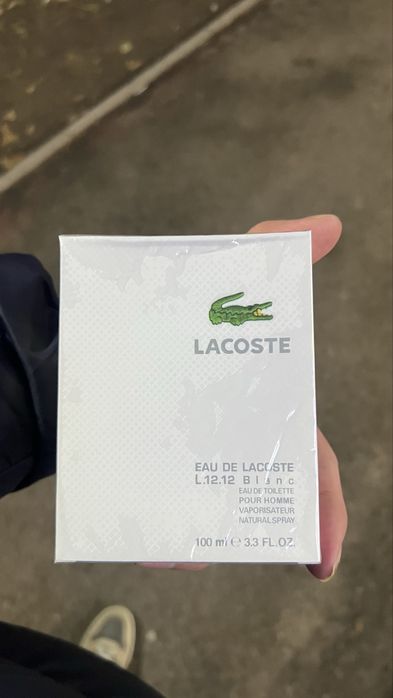 LACOSTE
EAU DE LACOSTE
L.12.12 Blanc
EAU DE TOILETTE
POUR HOMME
VAPORISATEUR
NATURAL SPRAY
100 ml ℮ 3.3 FL.OZ.